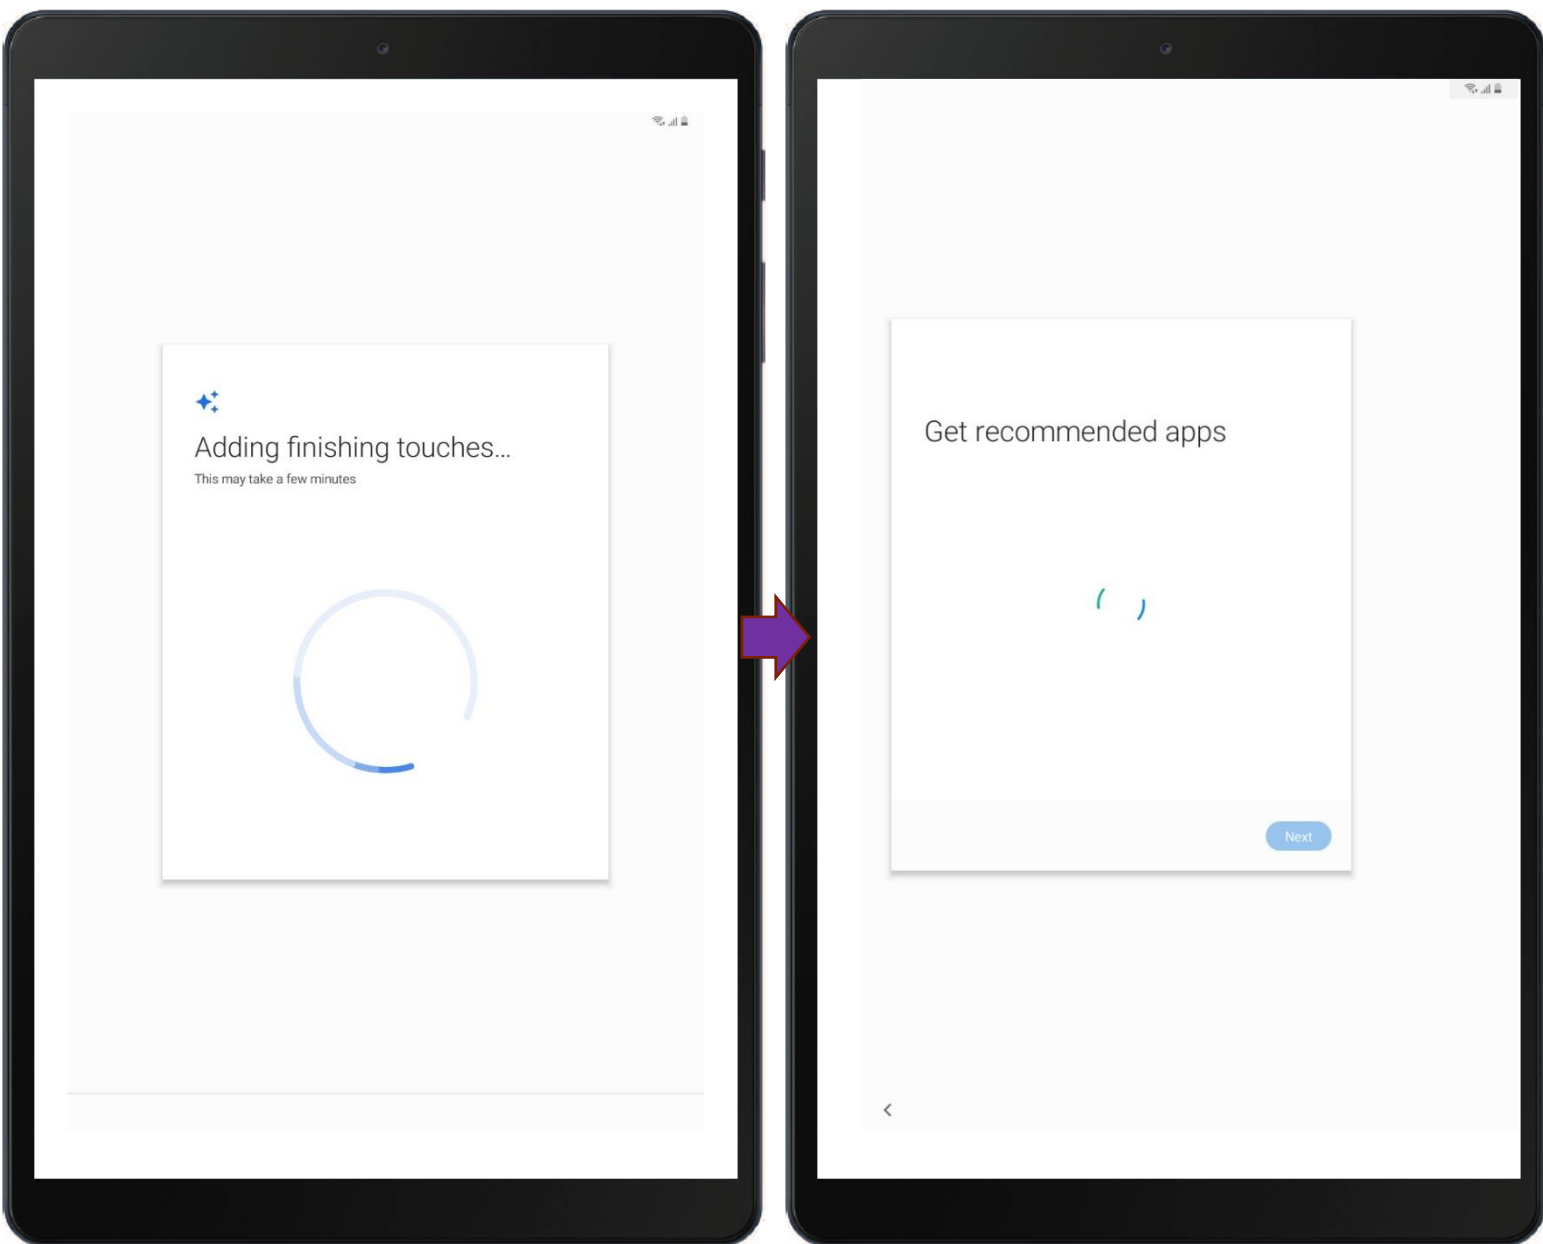 Adding finishing touches...
This may take a few minutes
Get recommended apps
Next